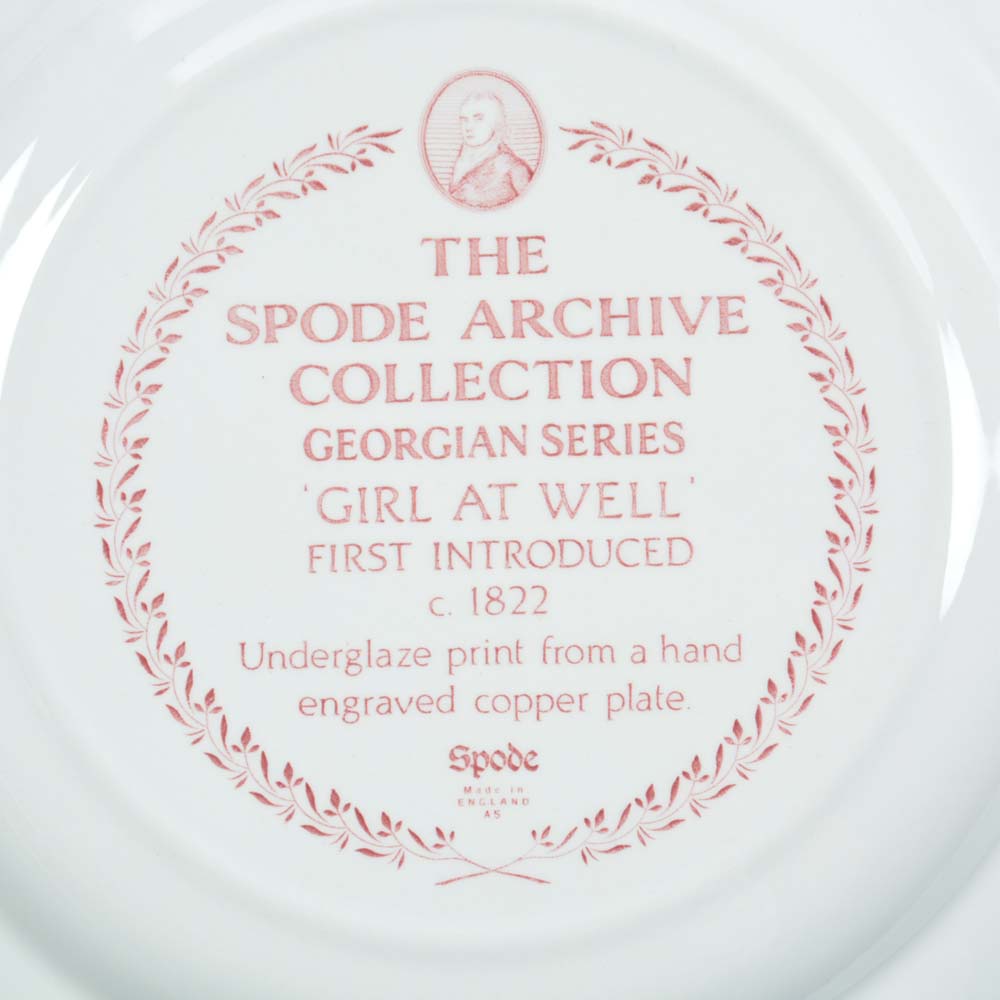 THE
SPODE ARCHIVE
COLLECTION
GEORGIAN SERIES
'GIRL AT WELL'
FIRST INTRODUCED
c. 1822
Underglaze print from a hand
engraved copper plate.
Spode
Made in
ENGLAND
A5